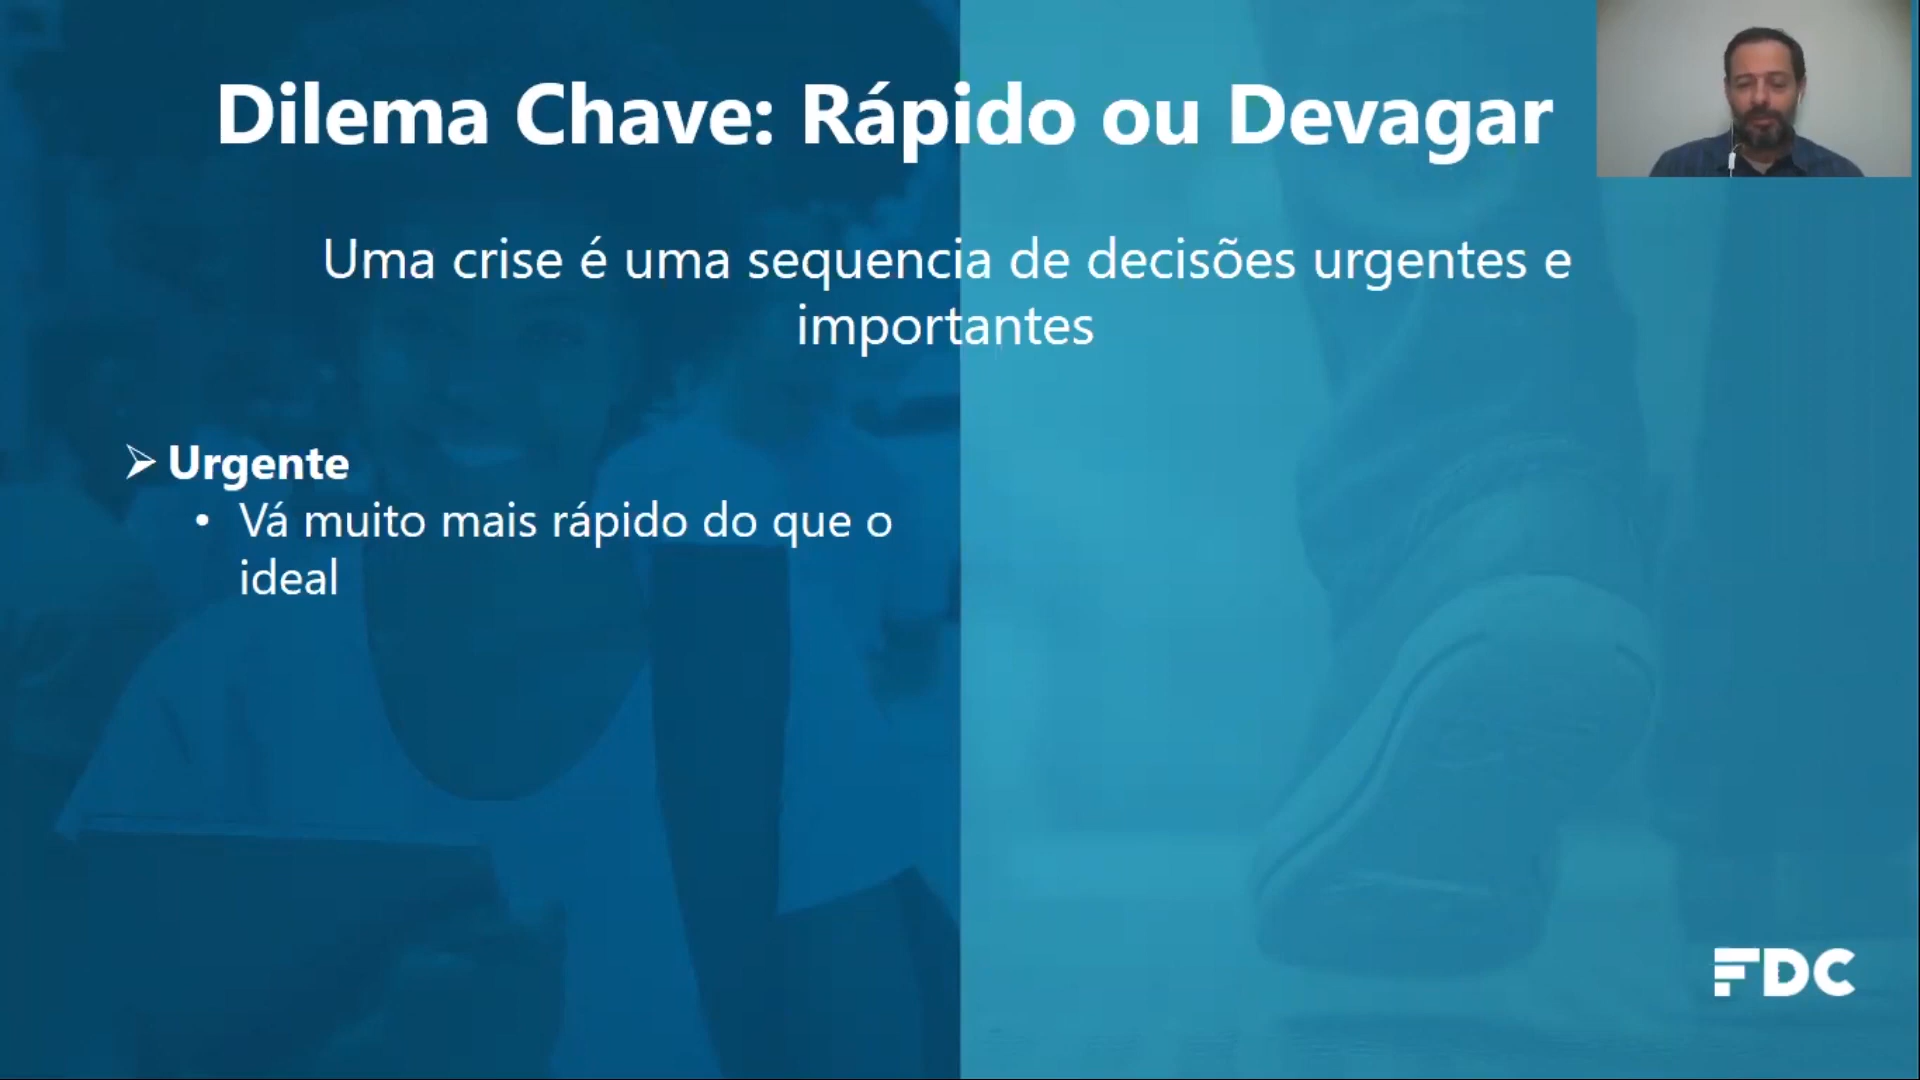 Dilema Chave: Rápido ou Devagar
Uma crise é uma sequencia de decisões urgentes e
importantes
➢ Urgente
• Vá muito mais rápido do que o
ideal
FDC